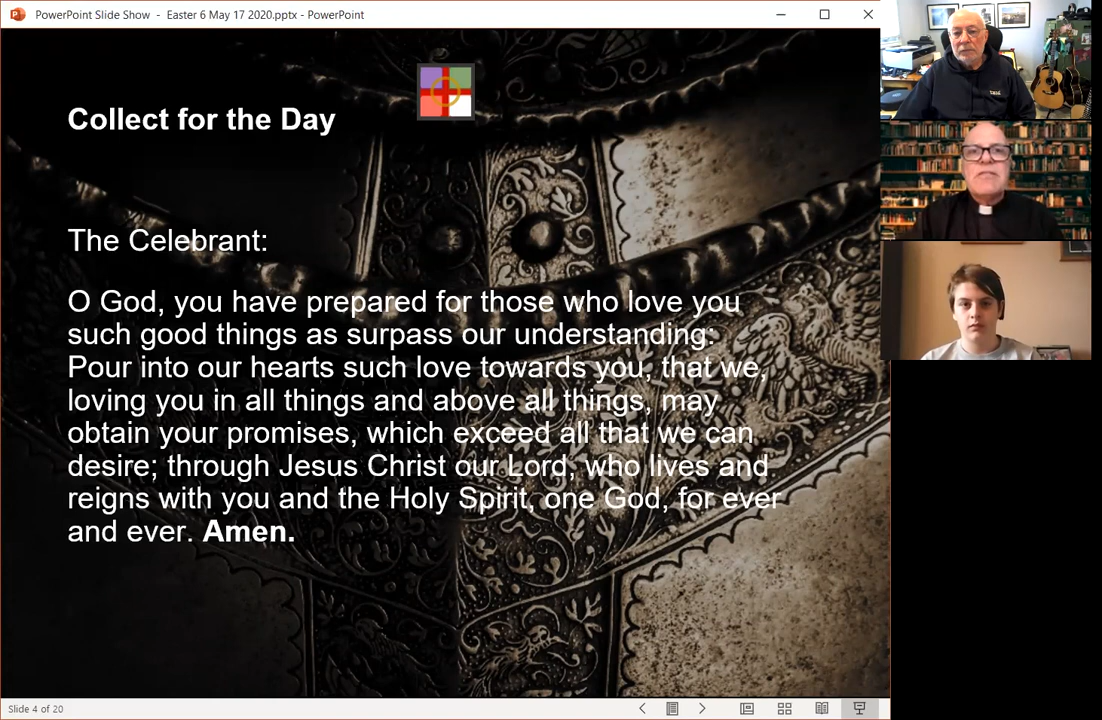 PowerPoint Slide Show - Easter 6 May 17 2020.pptx - PowerPoint
Collect for the Day
The Celebrant:
O God, you have prepared for those who love you
such good things as surpass our understanding:
Pour into our hearts such love towards you, that we,
loving you in all things and above all things, may
obtain your promises, which exceed all that we can
desire; through Jesus Christ our Lord, who lives and
reigns with you and the Holy Spirit, one God, for ever
and ever. Amen.
Slide 4 of 20